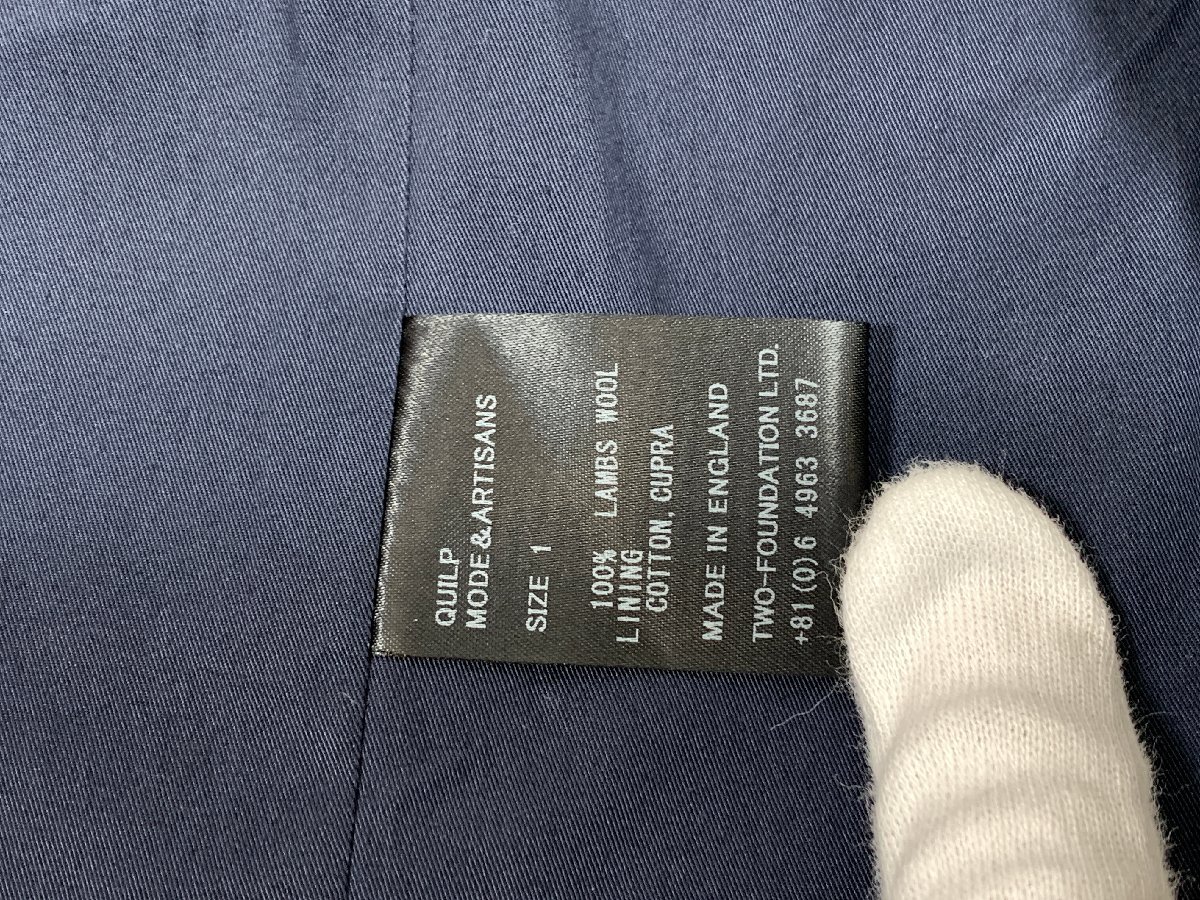 QUILP
MODE&ARTISANS
SIZE 1
100% LAMBS WOOL
LINING
COTTON, CUPRA
MADE IN ENGLAND
TWO-FOUNDATION LTD.
+81(0)6 4963 3687